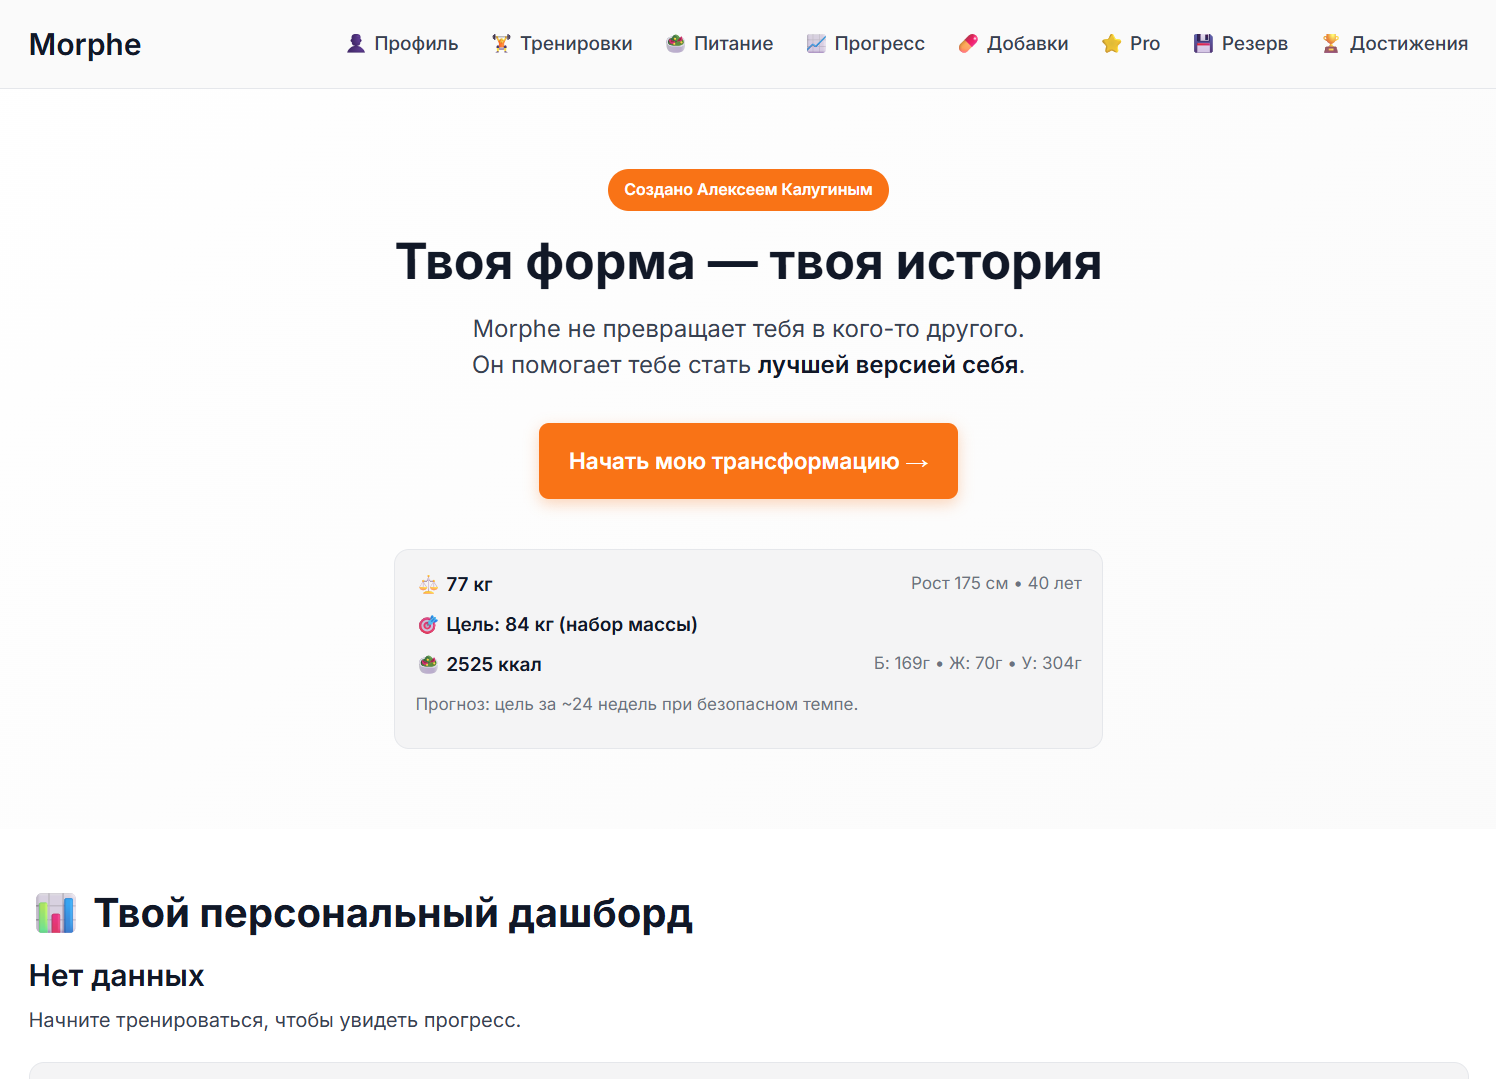 Morphe
Профиль
Тренировки
Питание
Прогресс
Добавки
Pro
Резерв
Достижения
Создано Алексеем Калугиным
Твоя форма — твоя история
Morphe не превращает тебя в кого-то другого.
Он помогает тебе стать лучшей версией себя.
Начать мою трансформацию →
77 кг
Рост 175 см • 40 лет
Цель: 84 кг (набор массы)
2525 ккал
Б: 169г • Ж: 70г • У: 304г
Прогноз: цель за ~24 недель при безопасном темпе.
Твой персональный дашборд
Нет данных
Начните тренироваться, чтобы увидеть прогресс.